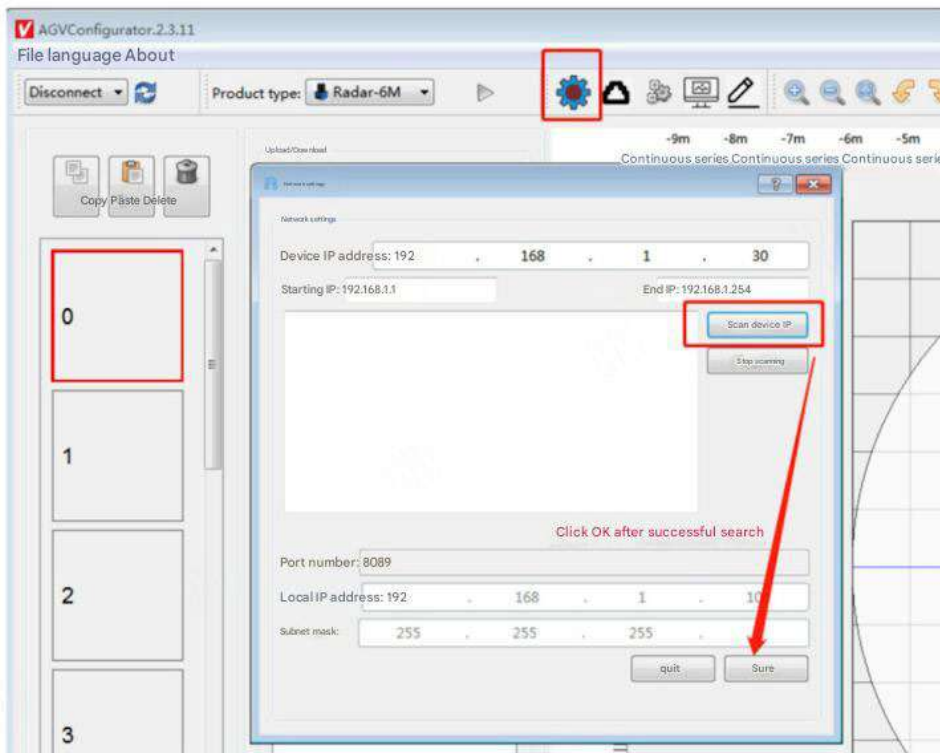 AGVConfigurator.2.3.11
File language About
Disconnect
Product type: Radar-6M
-9m -8m -7m -6m -5m
Continuous series Continuous series Continuous serie
Upload/Download
Copy Paste Delete
Network settings
Network settings
Device IP address: 192 . 168 . 1 . 30
Starting IP: 192.168.1.1 End IP: 192.168.1.254
Scan device IP
Stop scanning
0
1
2
3
Click OK after successful search
Port number: 8089
Local IP address: 192 . 168 . 1 .
Subnet mask: 255 . 255 . 255 .
quit Sure